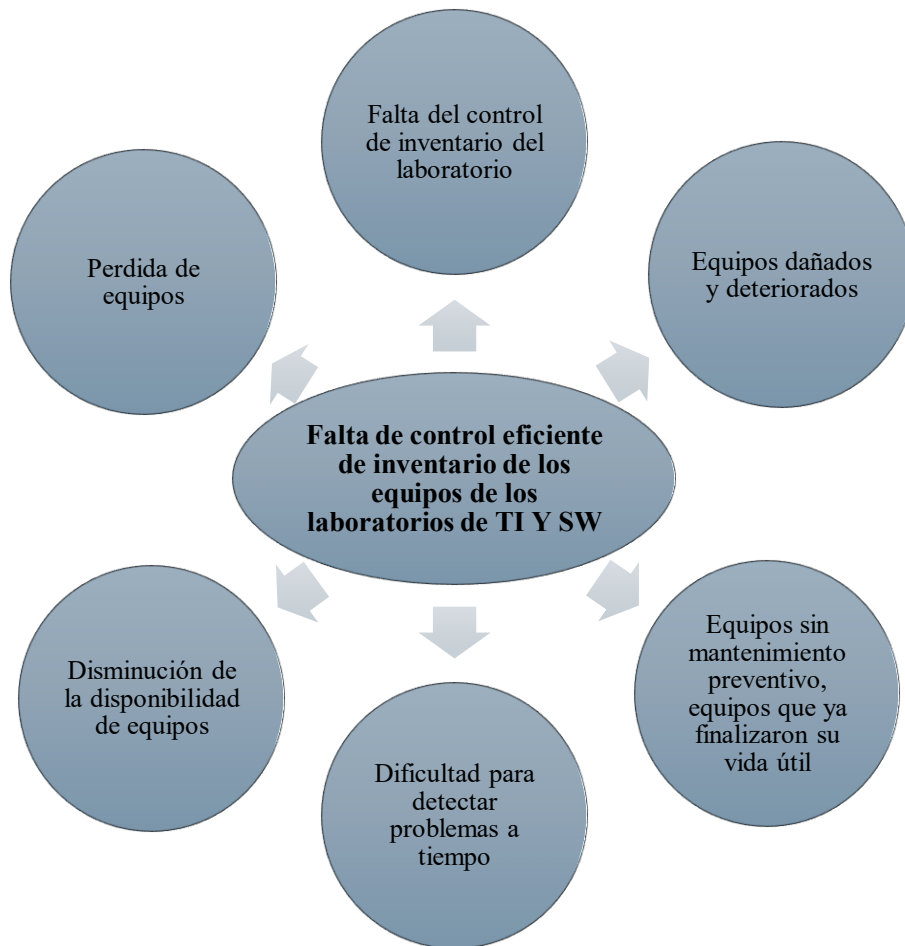 Falta del control
de inventario del
laboratorio
Perdida de
equipos
Equipos dañados
y deteriorados
Falta de control eficiente
de inventario de los
equipos de los
laboratorios de TI Y SW
Disminución de
la disponibilidad
de equipos
Equipos sin
mantenimiento
preventivo,
equipos que ya
finalizaron su
vida útil
Dificultad para
detectar
problemas a
tiempo